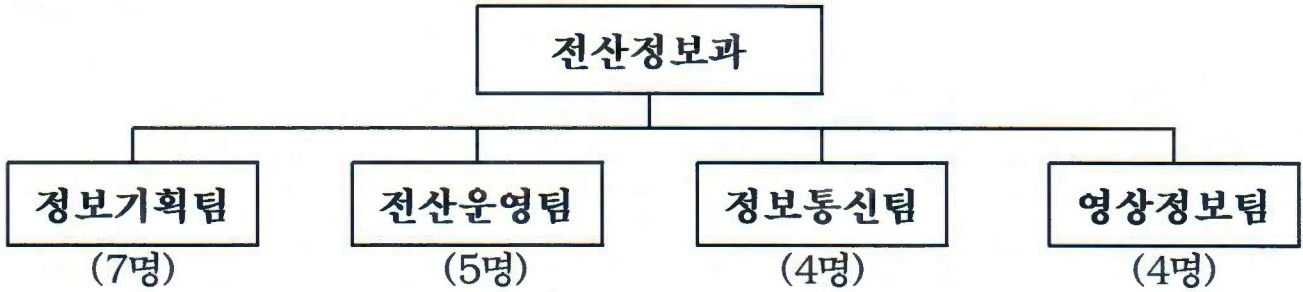 전산정보과
정보기획팀 전산운영팀 정보통신팀 영상정보팀
(7명) (5명) (4명) (4명)